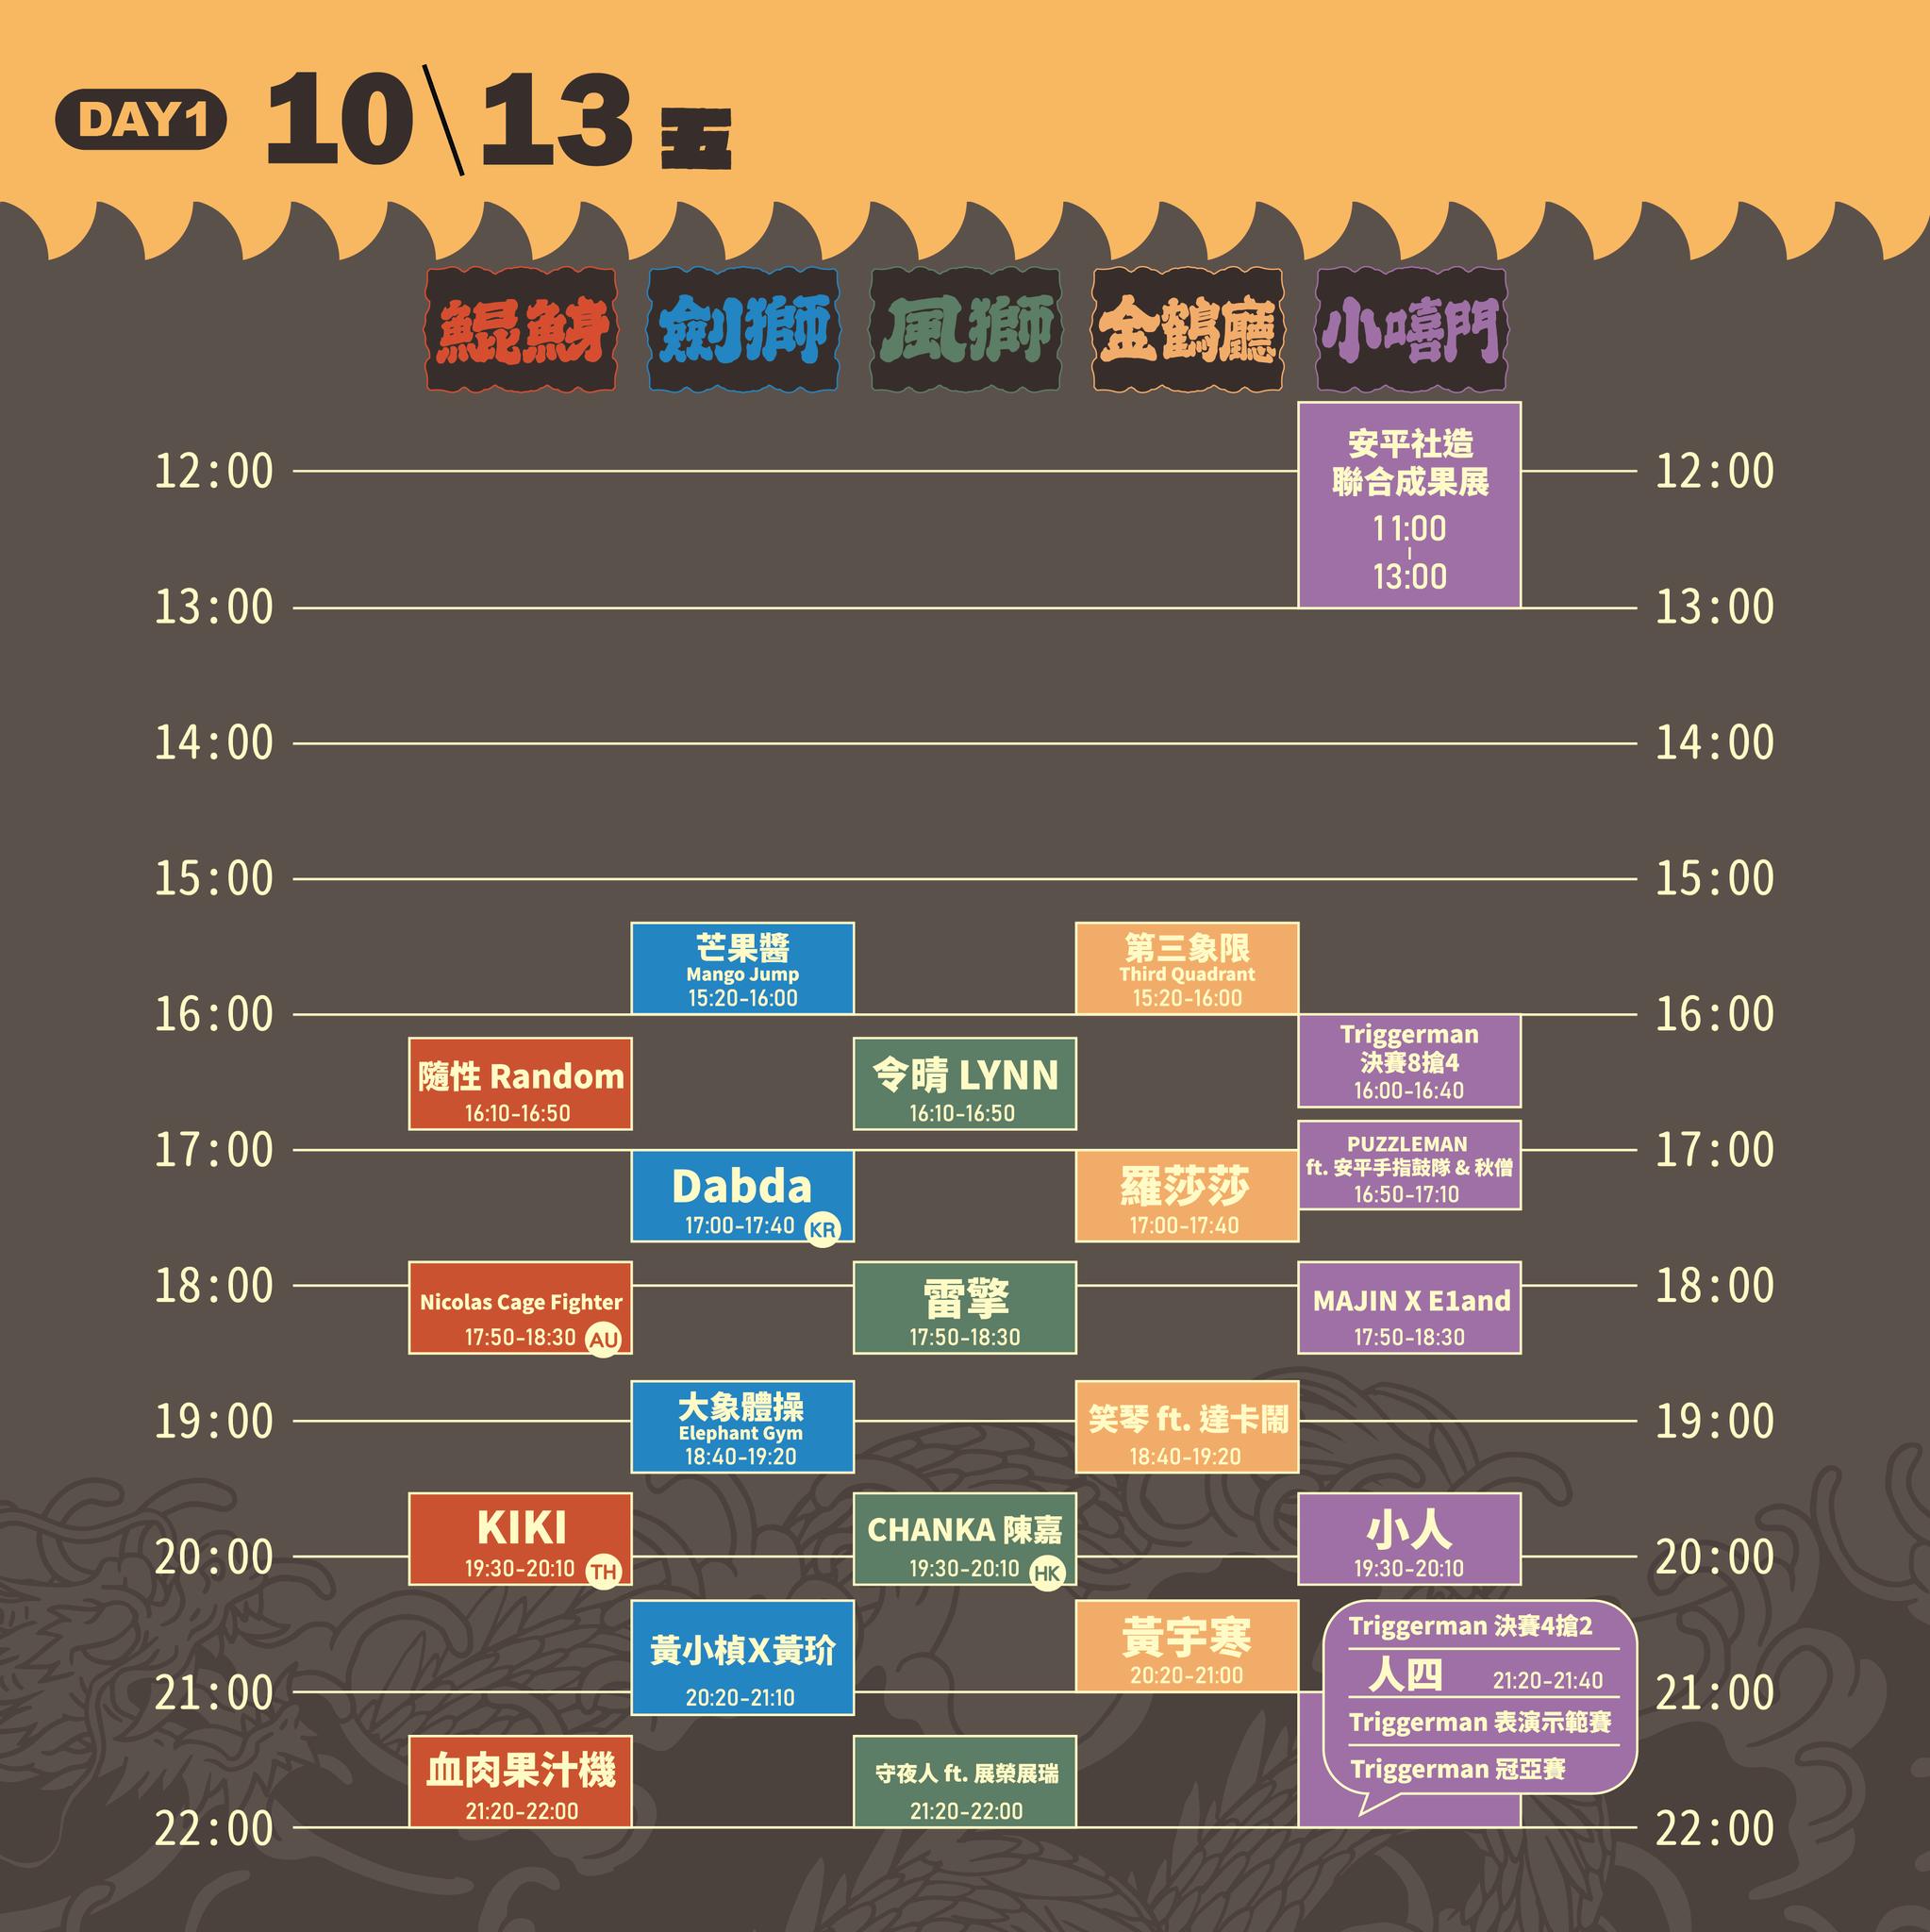 DAY1 10\13 五
鯤鯓 劍獅 風獅 金鶴廳 小嘻門
安平社造
聯合成果展
11:00
-
13:00
12:00 12:00
13:00 13:00
14:00 14:00
15:00 15:00
芒果醬
Mango Jump
15:20-16:00
第三象限
Third Quadrant
15:20-16:00
16:00 16:00
隨性 Random
16:10-16:50
令晴 LYNN
16:10-16:50
Triggerman
決賽8搶4
16:00-16:40
17:00 17:00
Dabda
17:00-17:40 KR
羅莎莎
17:00-17:40
PUZZLEMAN
ft. 安平手指鼓隊 & 秋僧
16:50-17:10
18:00 18:00
Nicolas Cage Fighter
17:50-18:30 AU
雷擎
17:50-18:30
MAJIN X E1and
17:50-18:30
19:00 19:00
大象體操
Elephant Gym
18:40-19:20
笑琴 ft. 達卡鬧
18:40-19:20
20:00 20:00
KIKI
19:30-20:10 TH
CHANKA 陳嘉
19:30-20:10 HK
小人
19:30-20:10
21:00 21:00
黃小楨X黃玠
20:20-21:10
黃宇寒
20:20-21:00
Triggerman 決賽4搶2
人四 21:20-21:40
Triggerman 表演示範賽
Triggerman 冠亞賽
22:00 22:00
血肉果汁機
21:20-22:00
守夜人 ft. 展榮展瑞
21:20-22:00